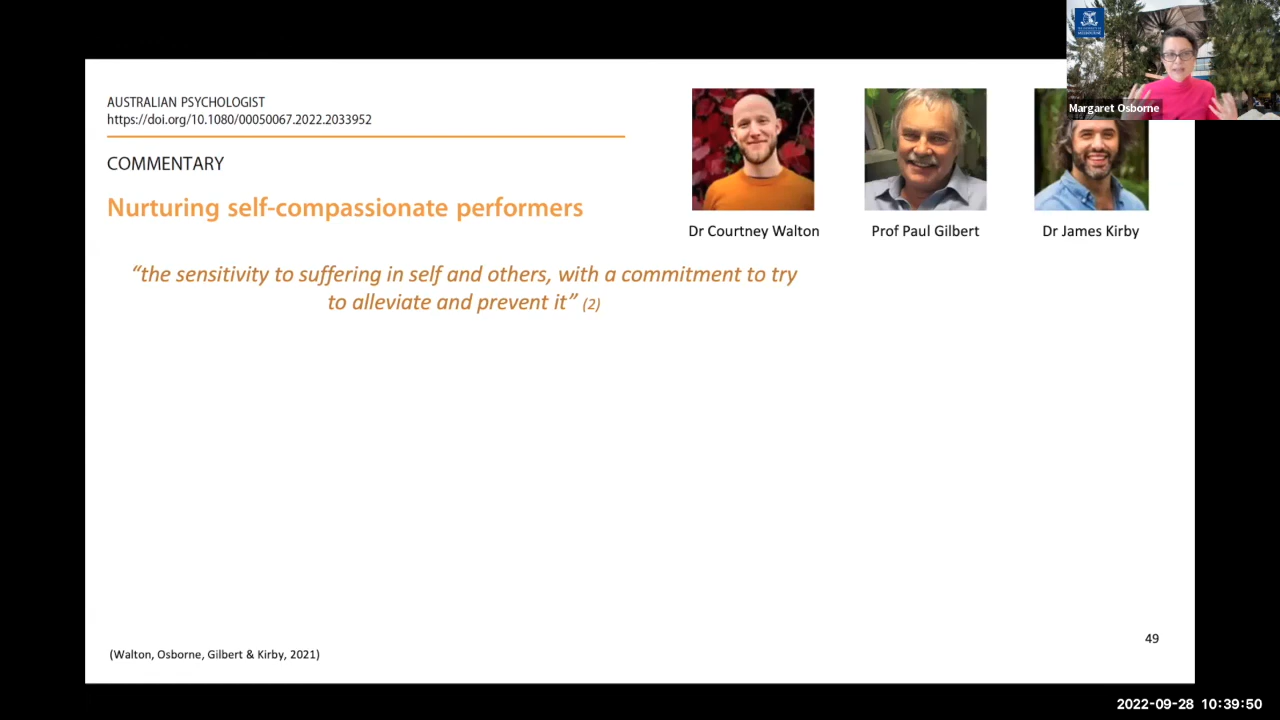 AUSTRALIAN PSYCHOLOGIST
https://doi.org/10.1080/00050067.2022.2033952
COMMENTARY
Nurturing self-compassionate performers
Dr Courtney Walton
Prof Paul Gilbert
Dr James Kirby
Margaret Osborne
“the sensitivity to suffering in self and others, with a commitment to try
to alleviate and prevent it” (2)
49
(Walton, Osborne, Gilbert & Kirby, 2021)
2022-09-28 10:39:50